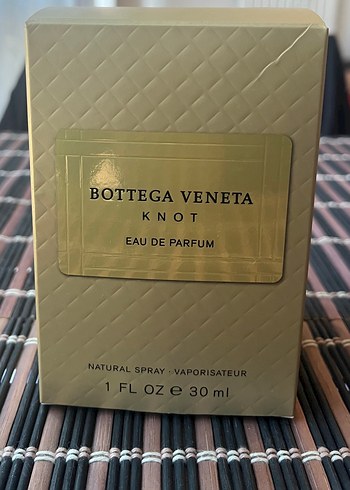 BOTTEGA VENETA
KNOT
EAU DE PARFUM
NATURAL SPRAY · VAPORISATEUR
1 FL OZ ℮ 30 ml